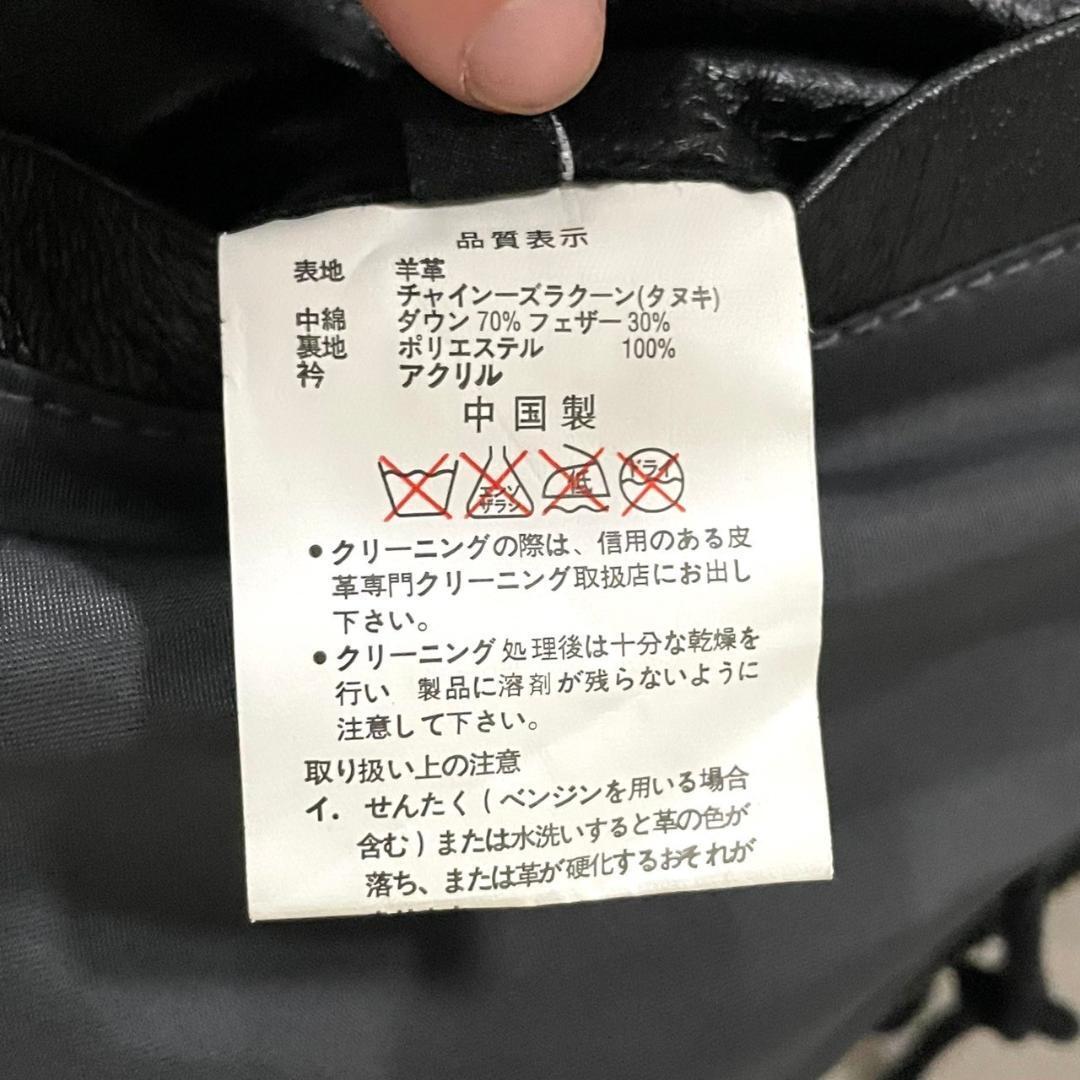 品質表示
表地 羊革
チャインーズラクーン(タヌキ)
中綿 ダウン 70% フェザー 30%
裏地 ポリエステル 100%
衿 アクリル
中国製
エンソ
ザラシ
低
ドライ
•クリーニングの際は、信用のある皮
革専門クリーニング取扱店にお出し
下さい。
•クリーニング処理後は十分な乾燥を
行い 製品に溶剤が残らないように
注意して下さい。
取り扱い上の注意
イ. せんたく(ベンジンを用いる場合
含む)または水洗いすると革の色が
落ち、または革が硬化するおそれが